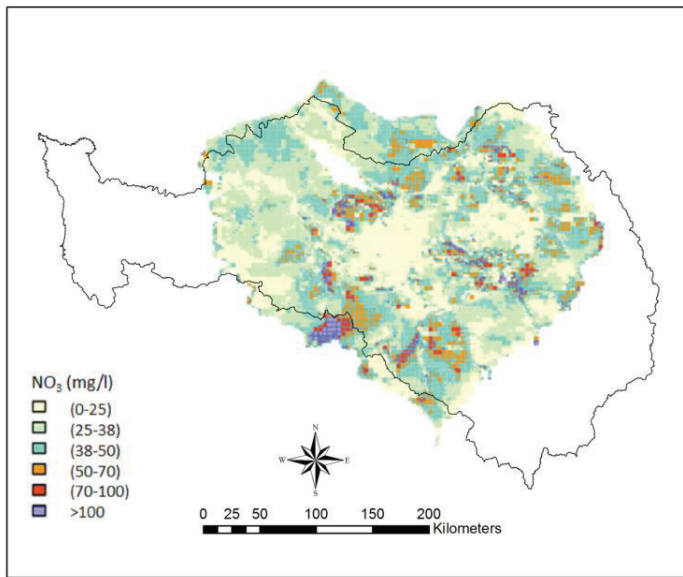 NO₃ (mg/l)
(0-25)
(25-38)
(38-50)
(50-70)
(70-100)
>100
N
W E
S
0 25 50 100 150 200
Kilometers